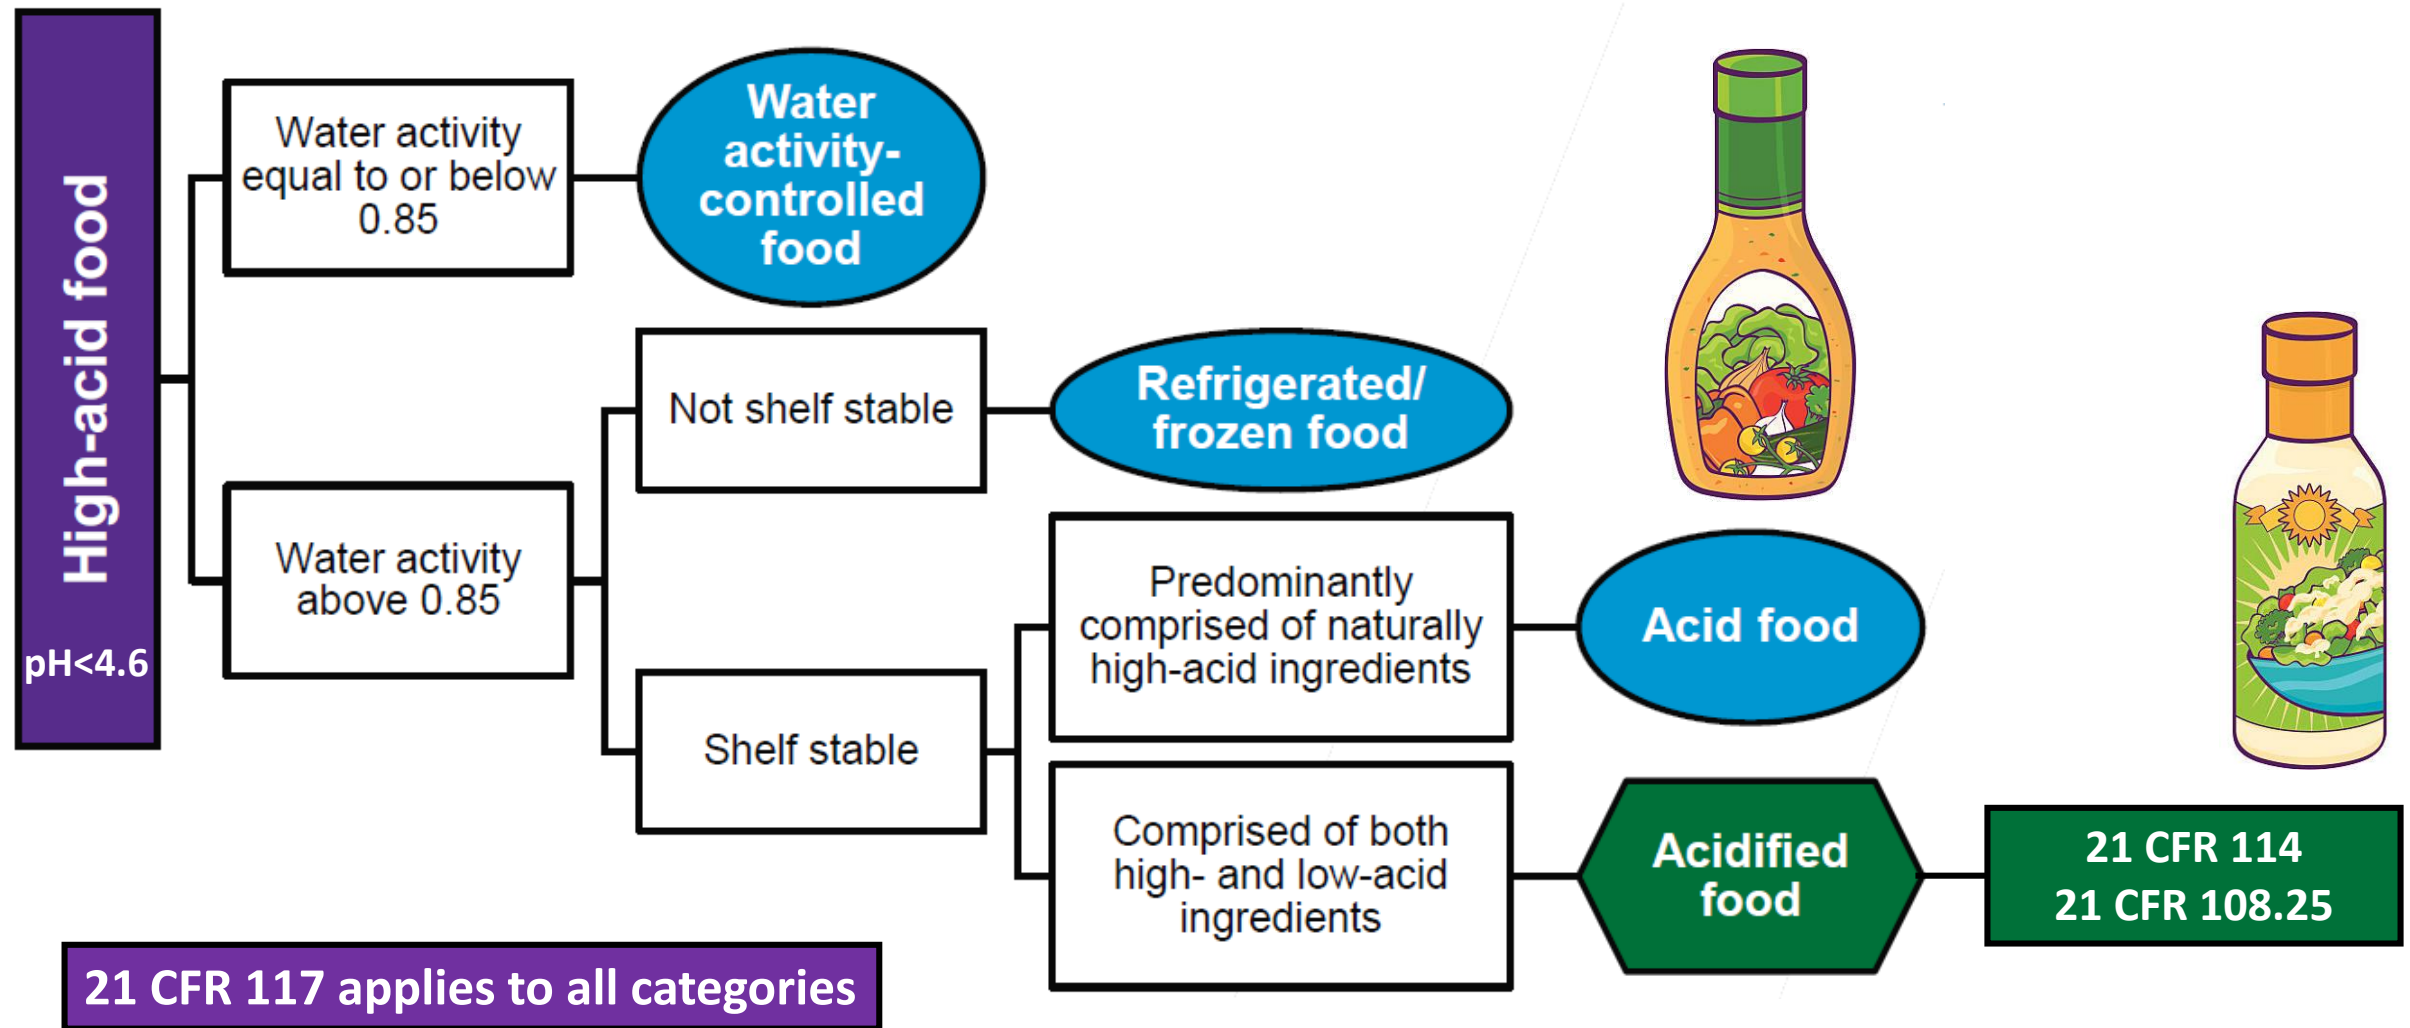 High-acid food
pH<4.6
Water activity
equal to or below
0.85
Water
activity-
controlled
food
Water activity
above 0.85
Not shelf stable
Refrigerated/
frozen food
Shelf stable
Predominantly
comprised of naturally
high-acid ingredients
Acid food
Comprised of both
high- and low-acid
ingredients
Acidified
food
21 CFR 114
21 CFR 108.25
21 CFR 117 applies to all categories